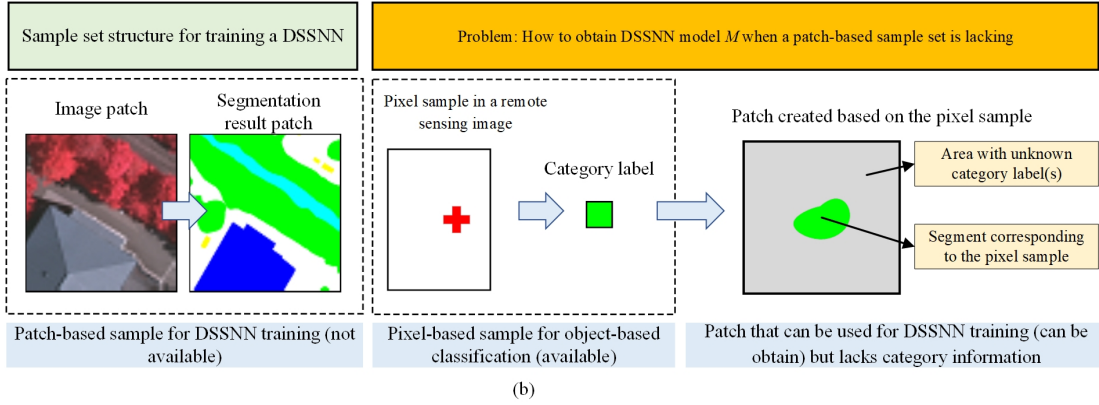 Sample set structure for training a DSSNN
Problem: How to obtain DSSNN model M when a patch-based sample set is lacking
Image patch
Segmentation
result patch
Pixel sample in a remote
sensing image
Category label
Patch created based on the pixel sample
Area with unknown
category label(s)
Segment corresponding
to the pixel sample
Patch-based sample for DSSNN training (not
available)
Pixel-based sample for object-based
classification (available)
Patch that can be used for DSSNN training (can be
obtain) but lacks category information
(b)